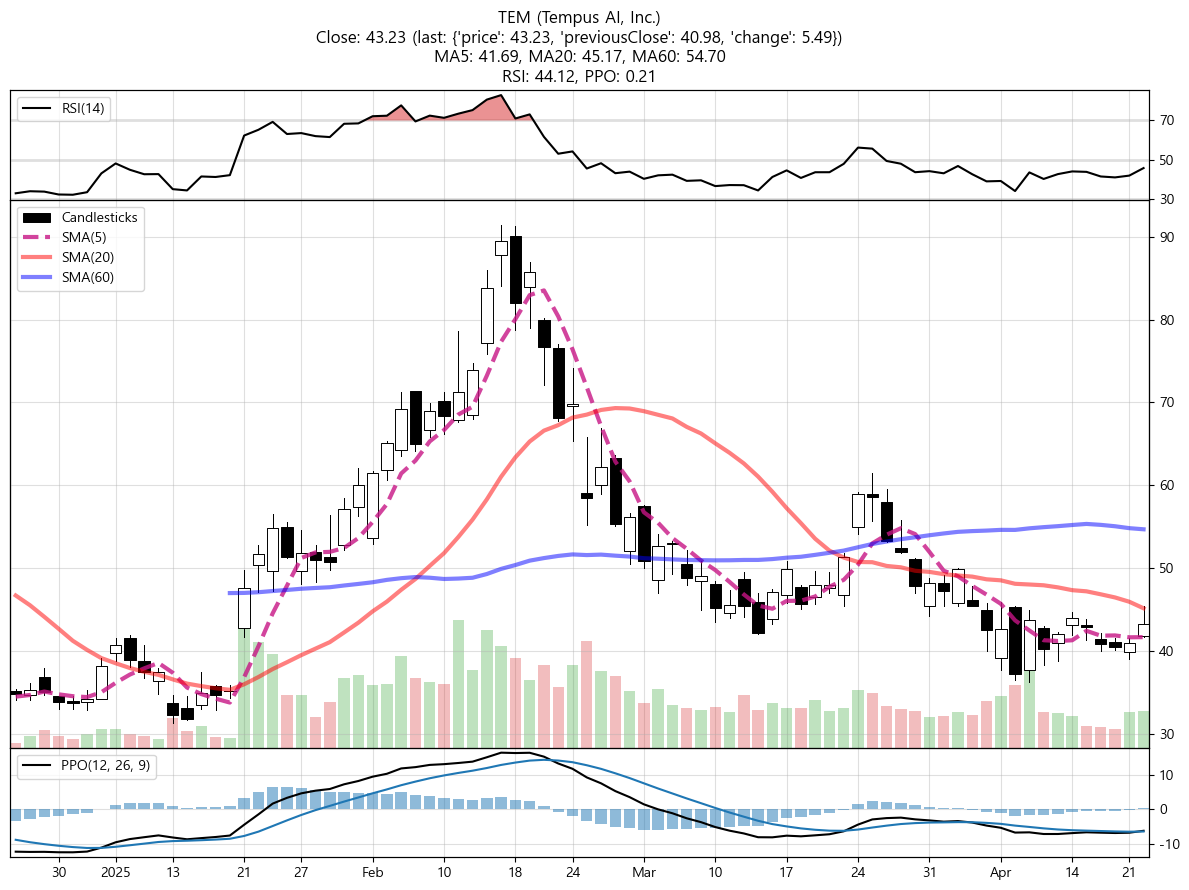 TEM (Tempus AI, Inc.)
Close: 43.23 (last: {'price': 43.23, 'previousClose': 40.98, 'change': 5.49})
MA5: 41.69, MA20: 45.17, MA60: 54.70
RSI: 44.12, PPO: 0.21
RSI(14)
70
50
30
Candlesticks
SMA(5)
SMA(20)
SMA(60)
90
80
70
60
50
40
30
PPO(12, 26, 9)
10
0
-10
30 2025 13 21 27 Feb 10 18 24 Mar 10 17 24 31 Apr 14 21